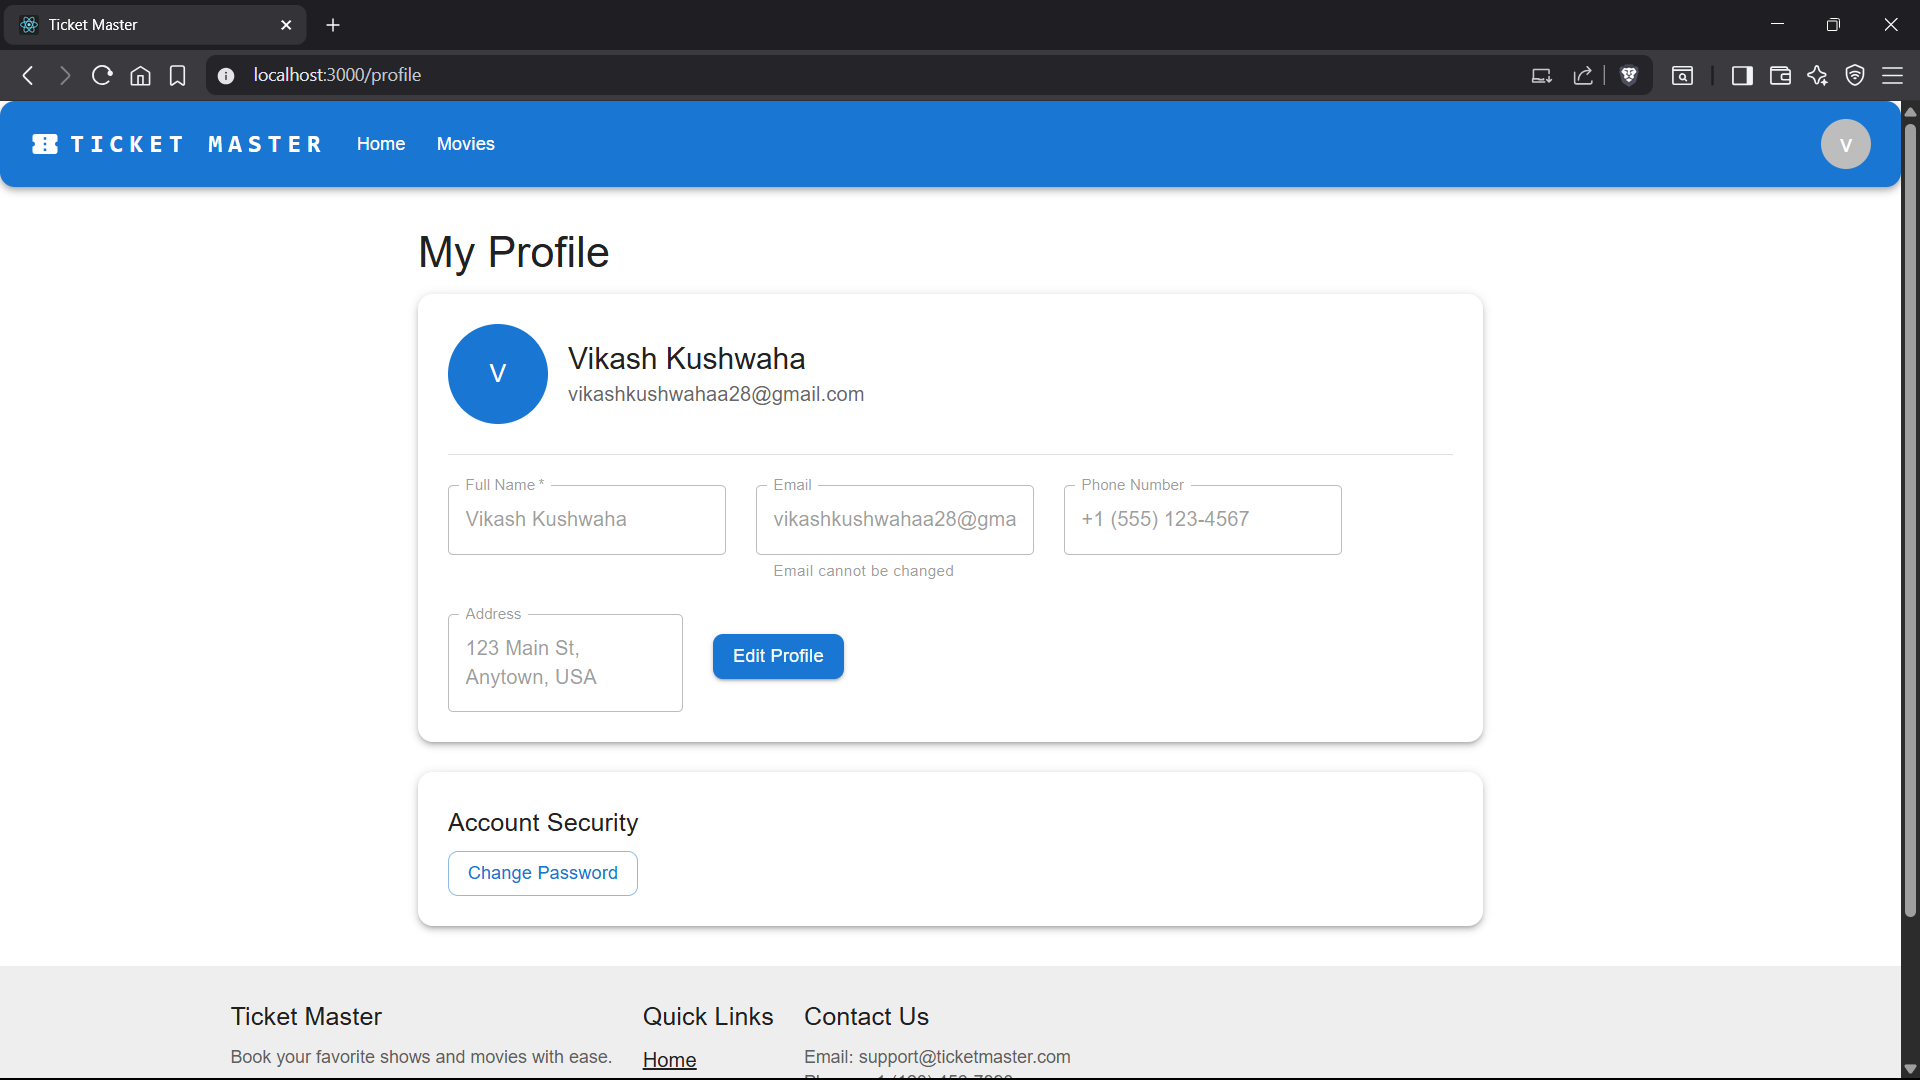 Ticket Master
localhost:3000/profile
TICKET MASTER Home Movies V
My Profile
V
Vikash Kushwaha
vikashkushwahaa28@gmail.com
Full Name * Email Phone Number
Vikash Kushwaha vikashkushwahaa28@gma +1 (555) 123-4567
Email cannot be changed
Address
123 Main St,
Anytown, USA
Edit Profile
Account Security
Change Password
Ticket Master Quick Links Contact Us
Book your favorite shows and movies with ease. Home Email: support@ticketmaster.com